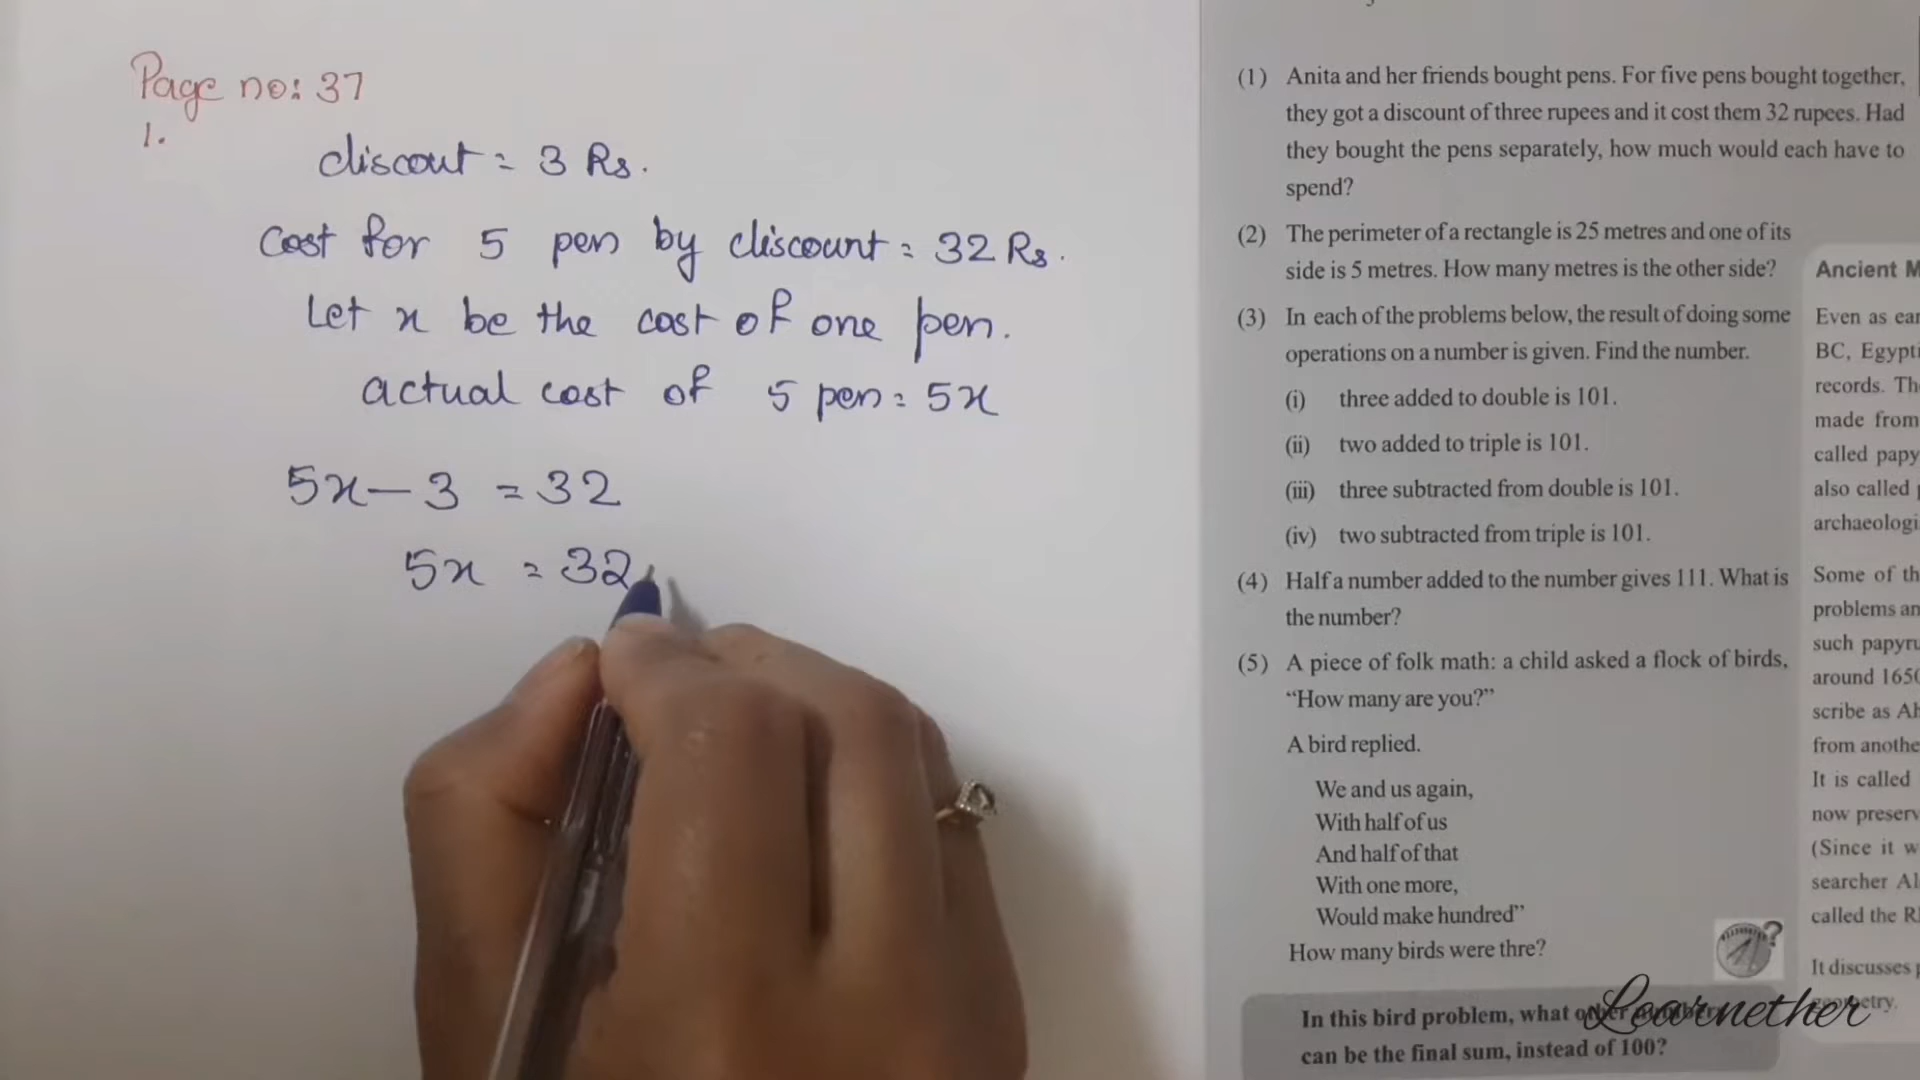 Page no: 37
1.
discout = 3 Rs.
Cost for 5 pen by discount = 32 Rs.
Let x be the cost of one pen.
actual cost of 5 pen = 5x
5x - 3 = 32
5x = 32
(1) Anita and her friends bought pens. For five pens bought together,
they got a discount of three rupees and it cost them 32 rupees. Had
they bought the pens separately, how much would each have to
spend?
(2) The perimeter of a rectangle is 25 metres and one of its
side is 5 metres. How many metres is the other side?
(3) In each of the problems below, the result of doing some
operations on a number is given. Find the number.
(i) three added to double is 101.
(ii) two added to triple is 101.
(iii) three subtracted from double is 101.
(iv) two subtracted from triple is 101.
(4) Half a number added to the number gives 111. What is
the number?
(5) A piece of folk math: a child asked a flock of birds,
“How many are you?”
A bird replied.
We and us again,
With half of us
And half of that
With one more,
Would make hundred”
How many birds were thre?
In this bird problem, what
can be the final sum, instead of 100?
Ancient
Even as
BC,
records.
made from
called
also called
Some of
problems
such
around
scribe as
from
It is called
now
(Since it
called the
It discusses
Learnether